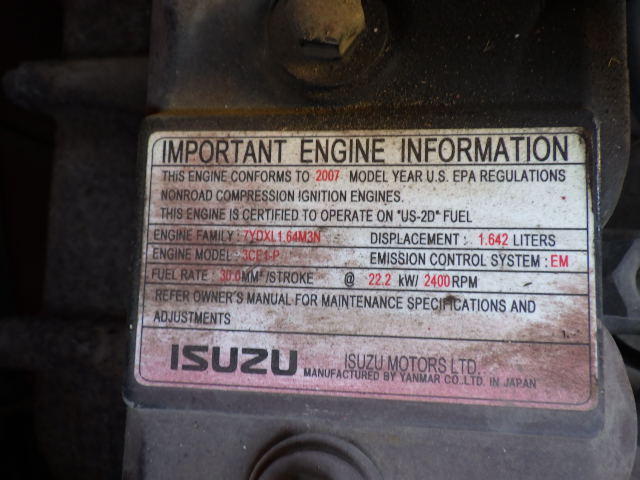 IMPORTANT ENGINE INFORMATION
THIS ENGINE CONFORMS TO 2007 MODEL YEAR U.S. EPA REGULATIONS
NONROAD COMPRESSION IGNITION ENGINES.
THIS ENGINE IS CERTIFIED TO OPERATE ON "US-2D" FUEL
ENGINE FAMILY : 7YDXL1.64M3N DISPLACEMENT : 1.642 LITERS
ENGINE MODEL : 3CE1-P EMISSION CONTROL SYSTEM : EM
FUEL RATE : 30.0MM³/STROKE @ 22.2 kW/ 2400RPM
REFER OWNER'S MANUAL FOR MAINTENANCE SPECIFICATIONS AND
ADJUSTMENTS
ISUZU ISUZU MOTORS LTD.
MANUFACTURED BY YANMAR CO.,LTD. IN JAPAN